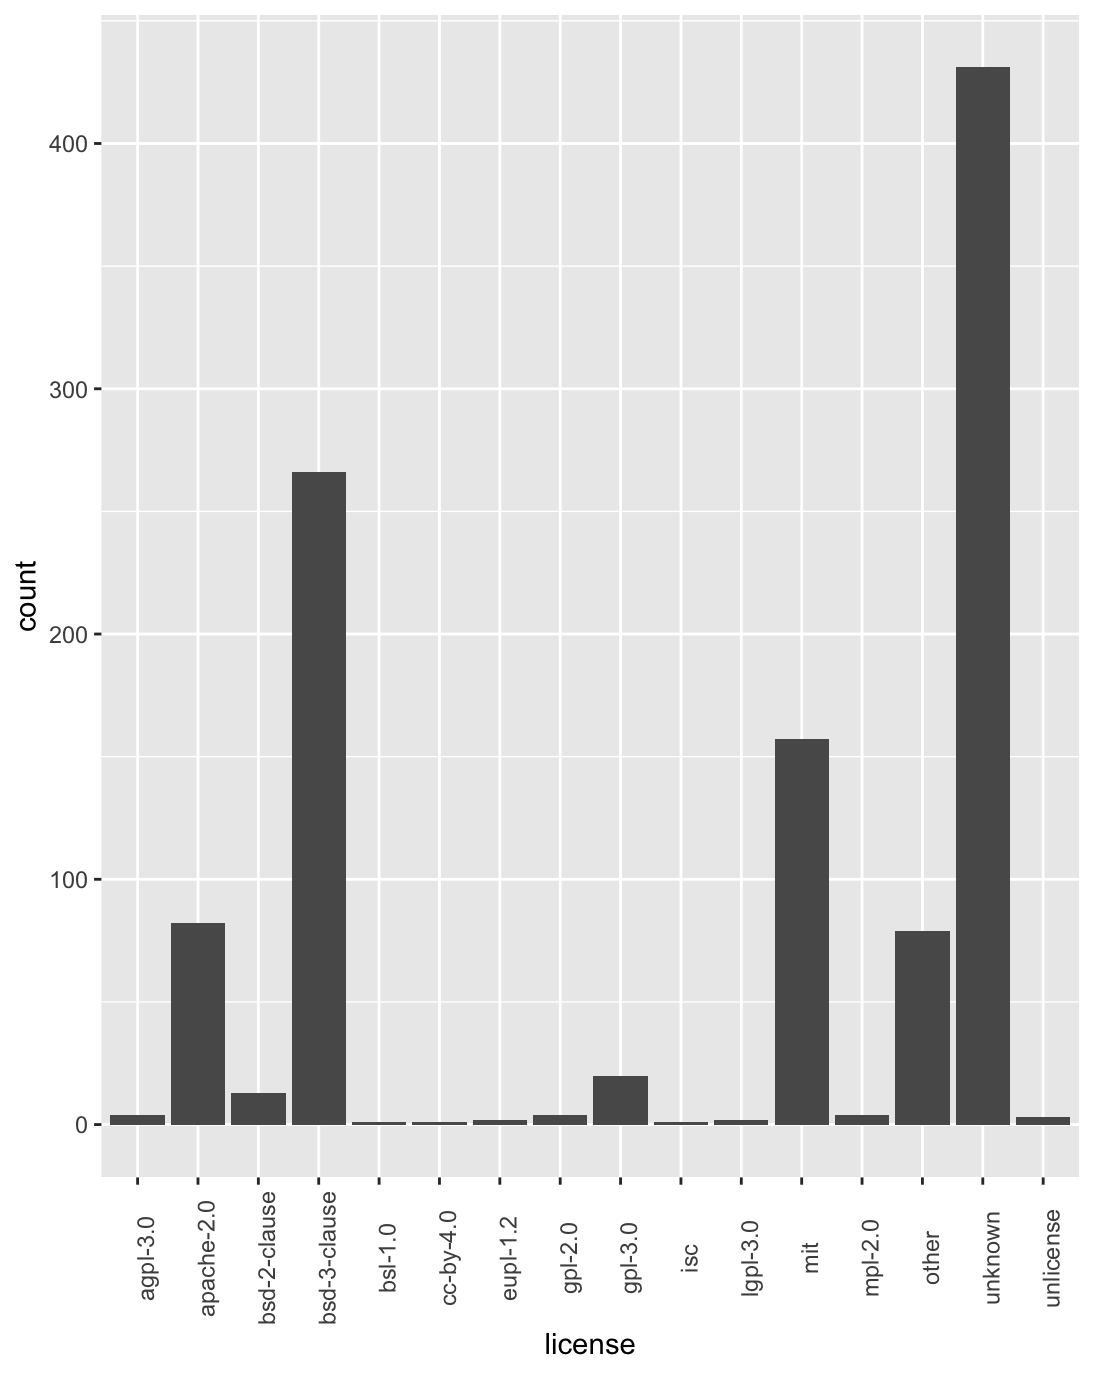 count
400
300
200
100
0
agpl-3.0
apache-2.0
bsd-2-clause
bsd-3-clause
bsl-1.0
cc-by-4.0
eupl-1.2
gpl-2.0
gpl-3.0
isc
lgpl-3.0
mit
mpl-2.0
other
unknown
unlicense
license